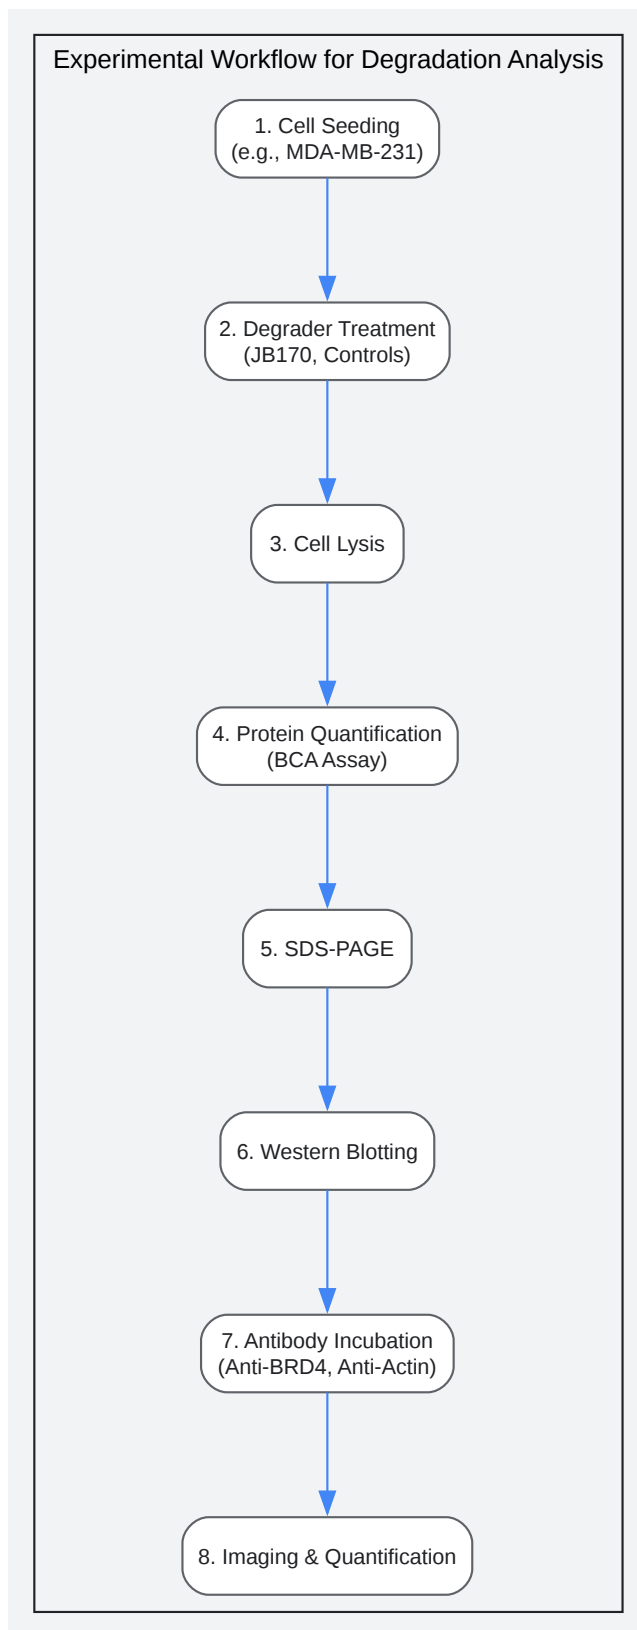 Experimental Workflow for Degradation Analysis
1. Cell Seeding
(e.g., MDA-MB-231)
2. Degrader Treatment
(JB170, Controls)
3. Cell Lysis
4. Protein Quantification
(BCA Assay)
5. SDS-PAGE
6. Western Blotting
7. Antibody Incubation
(Anti-BRD4, Anti-Actin)
8. Imaging & Quantification